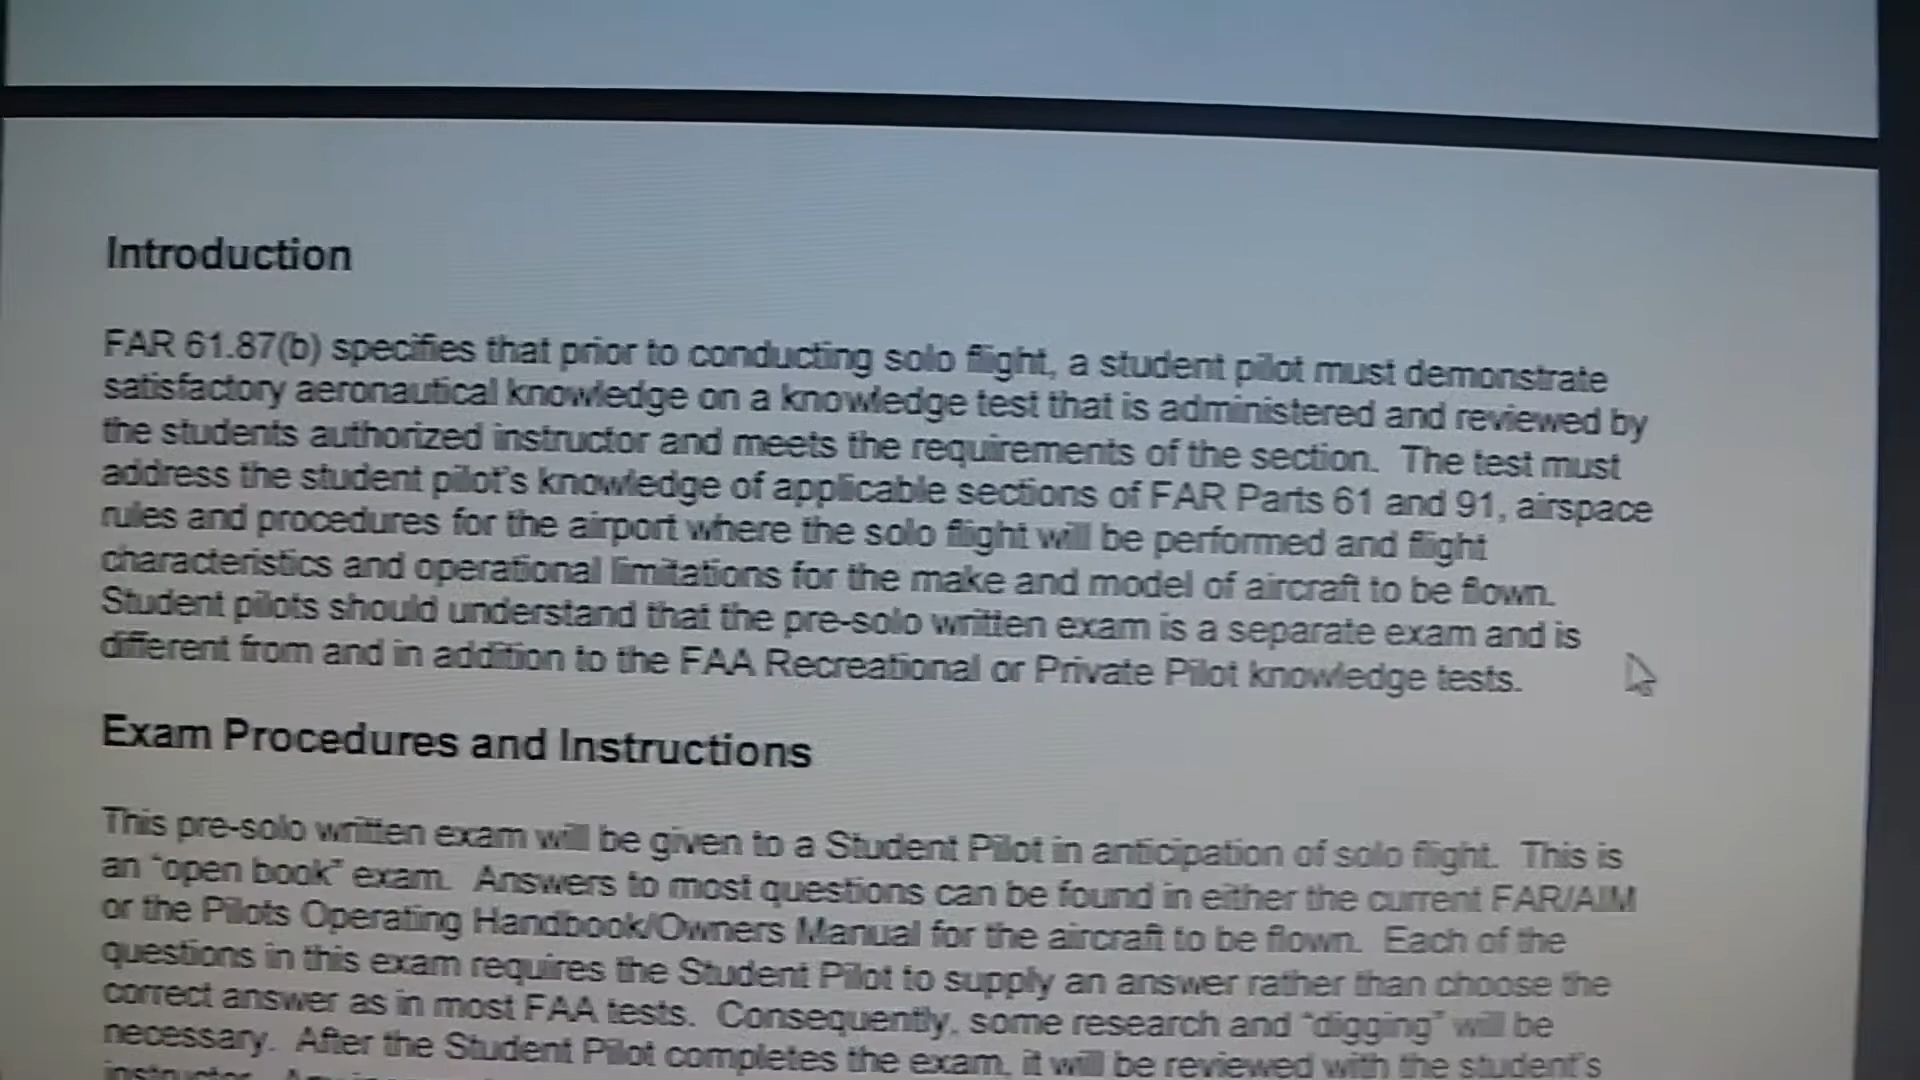 Introduction
FAR 61.87(b) specifies that prior to conducting solo flight, a student pilot must demonstrate
satisfactory aeronautical knowledge on a knowledge test that is administered and reviewed by
the students authorized instructor and meets the requirements of the section. The test must
address the student pilot's knowledge of applicable sections of FAR Parts 61 and 91, airspace
rules and procedures for the airport where the solo flight will be performed and flight
characteristics and operational limitations for the make and model of aircraft to be flown.
Student pilots should understand that the pre-solo written exam is a separate exam and is
different from and in addition to the FAA Recreational or Private Pilot knowledge tests.
Exam Procedures and Instructions
This pre-solo written exam will be given to a Student Pilot in anticipation of solo flight. This is
an "open book" exam. Answers to most questions can be found in either the current FAR/AIM
or the Pilots Operating Handbook/Owners Manual for the aircraft to be flown. Each of the
questions in this exam requires the Student Pilot to supply an answer rather than choose the
correct answer as in most FAA tests. Consequently, some research and "digging" will be
necessary. After the Student Pilot completes the exam, it will be reviewed with the student's